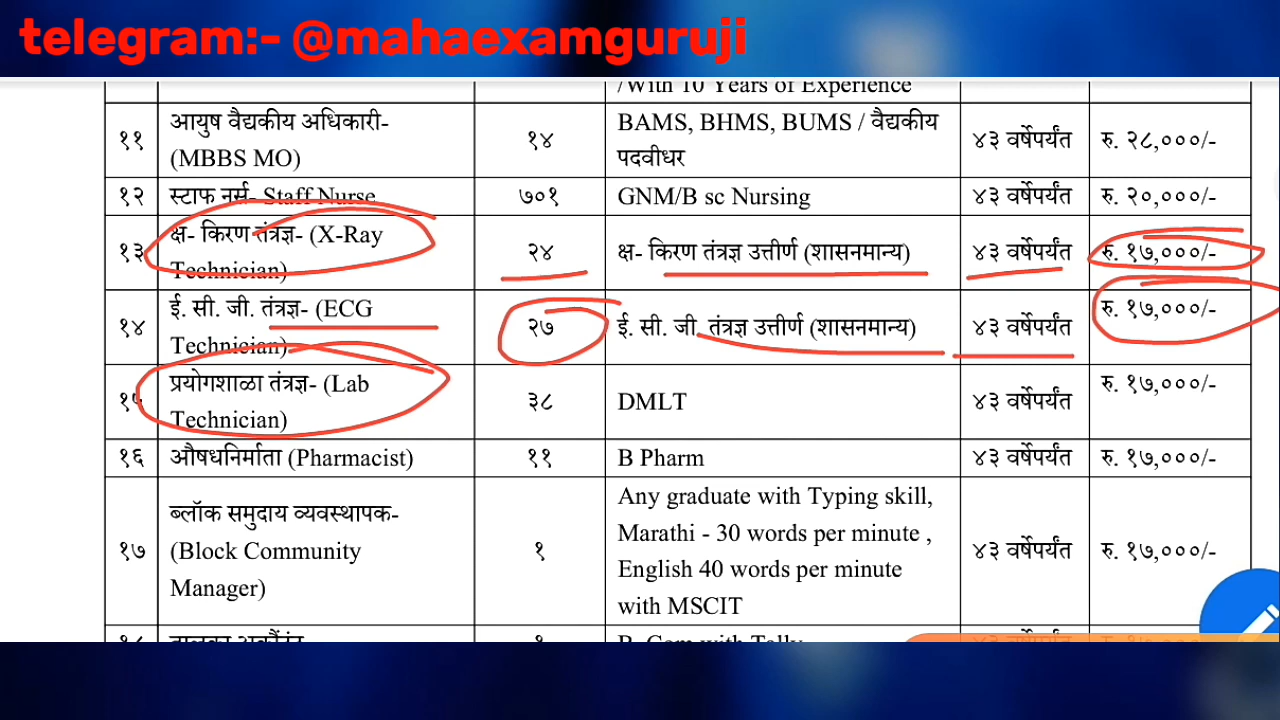 telegram:- @mahaexamguruji
/With 10 Years of Experience
११ आयुष वैद्यकीय अधिकारी- (MBBS MO) १४ BAMS, BHMS, BUMS / वैद्यकीय पदवीधर ४३ वर्षेपर्यंत रु. २८,०००/-
१२ स्टाफ नर्स- Staff Nurse ७०१ GNM/B sc Nursing ४३ वर्षेपर्यंत रु. २०,०००/-
१३ क्ष- किरण तंत्रज्ञ- (X-Ray Technician) २४ क्ष- किरण तंत्रज्ञ उत्तीर्ण (शासनमान्य) ४३ वर्षेपर्यंत रु. १७,०००/-
१४ ई. सी. जी. तंत्रज्ञ- (ECG Technician) २७ ई. सी. जी. तंत्रज्ञ उत्तीर्ण (शासनमान्य) ४३ वर्षेपर्यंत रु. १७,०००/-
१५ प्रयोगशाळा तंत्रज्ञ- (Lab Technician) ३८ DMLT ४३ वर्षेपर्यंत रु. १७,०००/-
१६ औषधनिर्माता (Pharmacist) ११ B Pharm ४३ वर्षेपर्यंत रु. १७,०००/-
१७ ब्लॉक समुदाय व्यवस्थापक- (Block Community Manager) १ Any graduate with Typing skill, Marathi - 30 words per minute , English 40 words per minute with MSCIT ४३ वर्षेपर्यंत रु. १७,०००/-